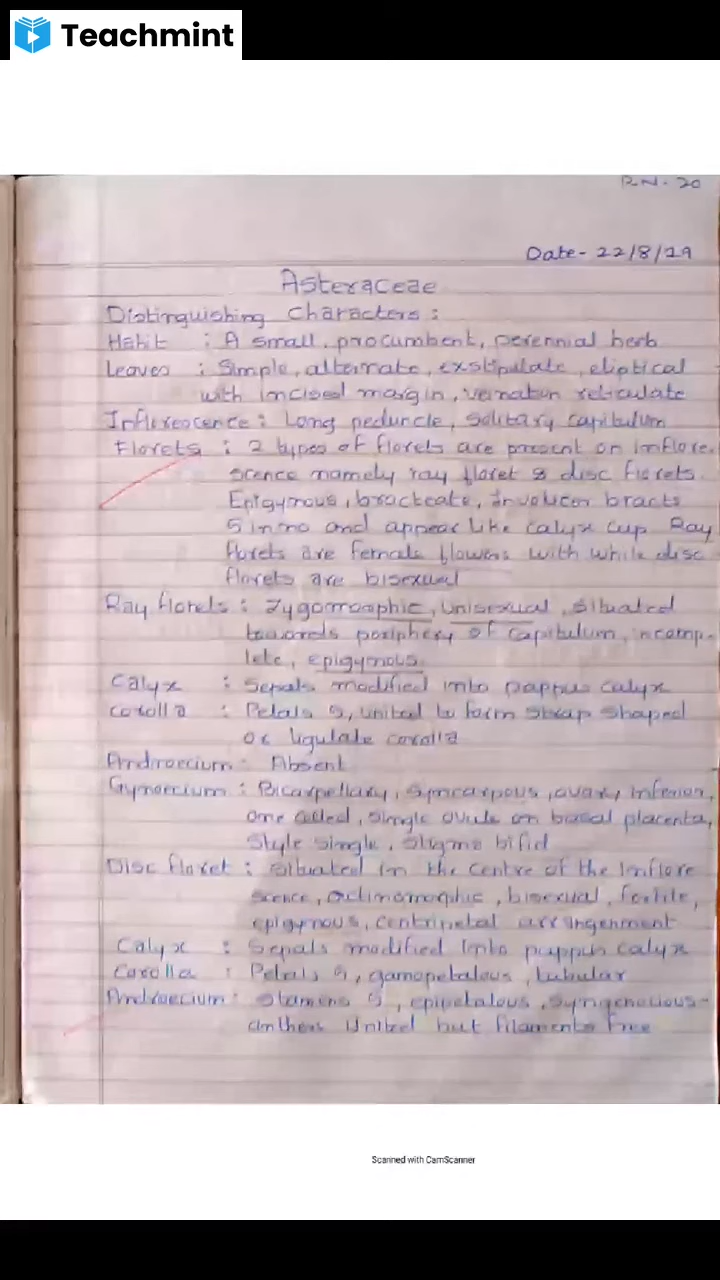 Teachmint
RN-20
Date- 22/8/29
Asteraceae
Distinguishing characters:
Habit : A small, procumbent, perennial herb
Leaves : Simple, alternate, exstipulate, eliptical
with incised margin, venation reticulate
Inflorescence: Long peduncle, solitary capitulum
Florets : 2 types of florets are present on inflore-
scence namely ray floret & disc florets.
Epigynous, bracteate, involucor bracts
5 in no and appear like calyx cup. Ray
florets are female flowers with while disc
florets are bisexual
Ray florets: Zygomorphic, unisexual, situated
towards periphery of capitulum, incomp-
lete, epigynous.
Calyx : Sepals modified into pappus calyx
corolla : Petals 5, united to form strap shaped
or ligulate corolla
Androecium: Absent
Gynoecium: Bicarpellary, syncarpous, ovary inferior,
one celled, single ovule on basal placenta,
style single, stigma bifid
Disc floret: situated in the centre of the inflore
scence, actinomorphic, bisexual, fertile,
epigynous, centripetal arrangenment
Calyx : Sepals modified into pappus calyx
Corolla : Petals 5, gamopetalous, tubular
Androecium: Stamens 5, epipetalous, syngenecious-
anthers united but filaments free
Scanned with CamScanner